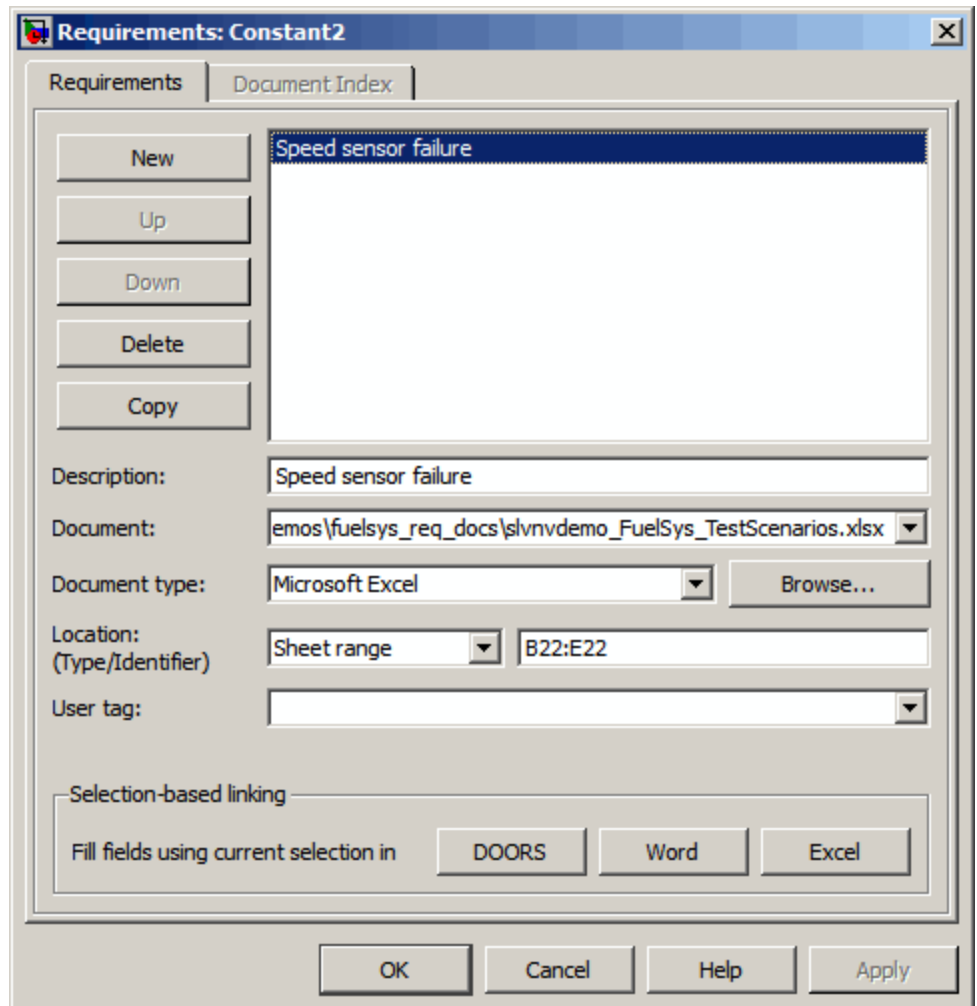 Requirements: Constant2
Requirements
Document Index
New
Up
Down
Delete
Copy
Speed sensor failure
Description: Speed sensor failure
Document: emos\fuelsys_req_docs\slvnvdemo_FuelSys_TestScenarios.xlsx
Document type: Microsoft Excel Browse...
Location:
(Type/Identifier) Sheet range B22:E22
User tag:
Selection-based linking
Fill fields using current selection in DOORS Word Excel
OK Cancel Help Apply